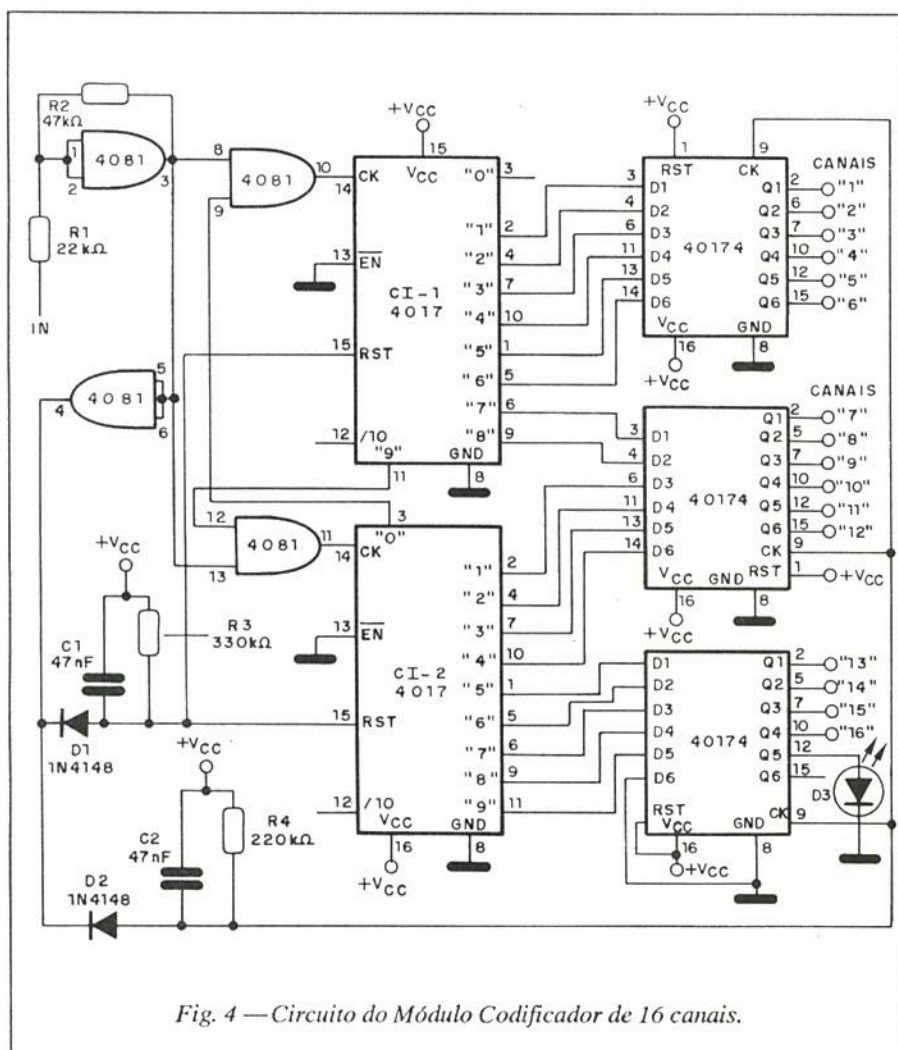 R2
47kΩ
1
2
4081
3
R1
22kΩ
IN
8
9
4081
10
4
4081
5
6
12
13
4081
11
+VCC
15
14
CK
VCC
"0"
3
13
EN
CI-1
4017
15
RST
12
/10
"9"
11
GND
8
"1"
2
"2"
4
"3"
7
"4"
10
"5"
1
"6"
5
"7"
6
"8"
9
3
"0"
14
CK
13
EN
CI-2
4017
15
RST
12
/10
VCC
16
+VCC
GND
8
"1"
2
"2"
4
"3"
7
"4"
10
"5"
1
"6"
5
"7"
6
"8"
9
"9"
11
+VCC
C1
47nF
R3
330kΩ
D1
1N4148
+VCC
C2
47nF
R4
220kΩ
D2
1N4148
+VCC
1
9
RST
CK
40174
3
D1
4
D2
6
D3
11
D4
13
D5
14
D6
VCC
16
+VCC
GND
8
CANAIS
Q1
2
"1"
Q2
6
"2"
Q3
7
"3"
Q4
10
"4"
Q5
12
"5"
Q6
15
"6"
CANAIS
3
D1
4
D2
6
D3
11
D4
13
D5
14
D6
40174
VCC
16
+VCC
GND
8
Q1
2
"7"
Q2
5
"8"
Q3
7
"9"
Q4
10
"10"
Q5
12
"11"
Q6
15
"12"
CK
9
RST
1
+VCC
D1
D2
D3
D4
D5
D6
40174
RST
VCC
16
+VCC
GND
8
CK
9
Q1
2
"13"
Q2
5
"14"
Q3
7
"15"
Q4
10
"16"
Q5
12
Q6
15
D3
Fig. 4 — Circuito do Módulo Codificador de 16 canais.